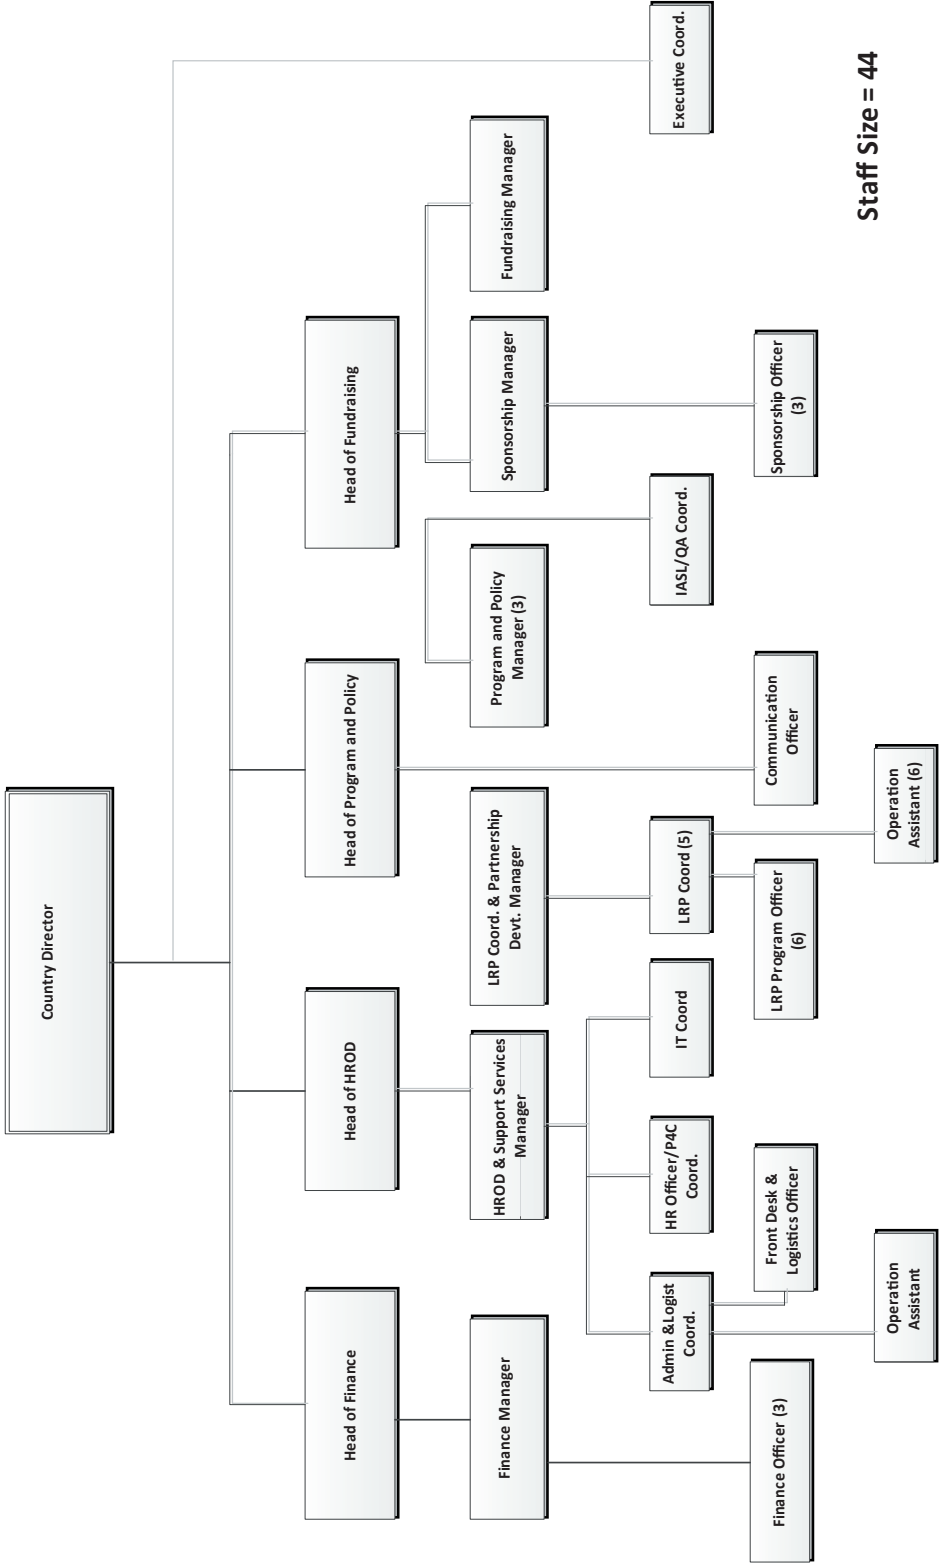 Country Director
Head of Finance
Head of HROD
Head of Program and Policy
Head of Fundraising
Finance Manager
HROD & Support Services
Manager
LRP Coord. & Partnership
Devt. Manager
Program and Policy
Manager (3)
Sponsorship Manager
Fundraising Manager
Admin &Logist
Coord.
HR Officer/P4C
Coord.
IT Coord
LRP Coord (5)
IASL/QA Coord.
Executive Coord.
Finance Officer (3)
Front Desk &
Logistics Officer
LRP Program Officer
(6)
Communication
Officer
Sponsorship Officer
(3)
Operation
Assistant
Operation
Assistant (6)
Staff Size = 44